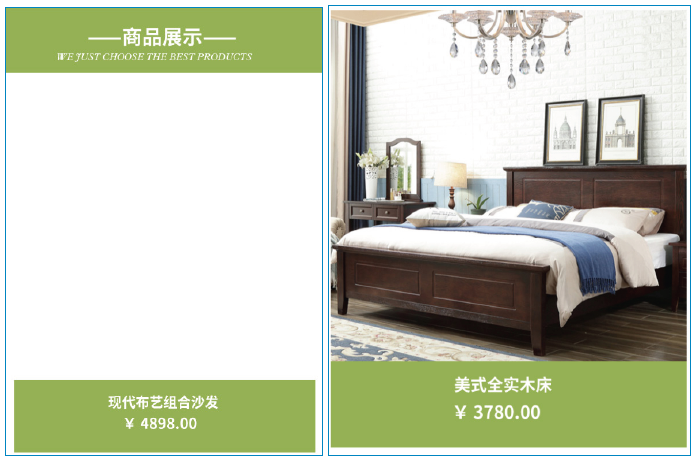 ——商品展示——
WE JUST CHOOSE THE BEST PRODUCTS
现代布艺组合沙发
¥ 4898.00
美式全实木床
¥ 3780.00